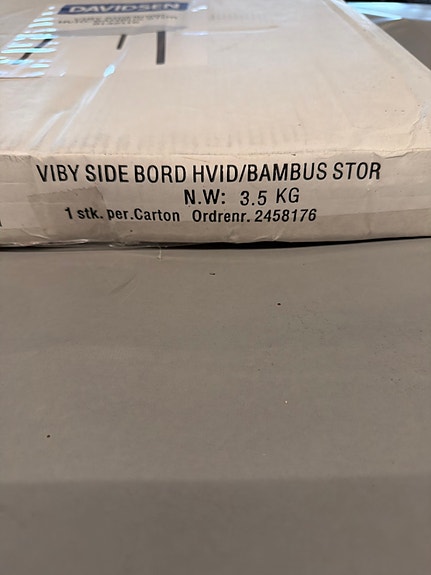 DAVIDSEN
VIBY SIDE BORD HVID/BAMBUS STOR
N.W: 3.5 KG
1 stk. per.Carton Ordrenr. 2458176